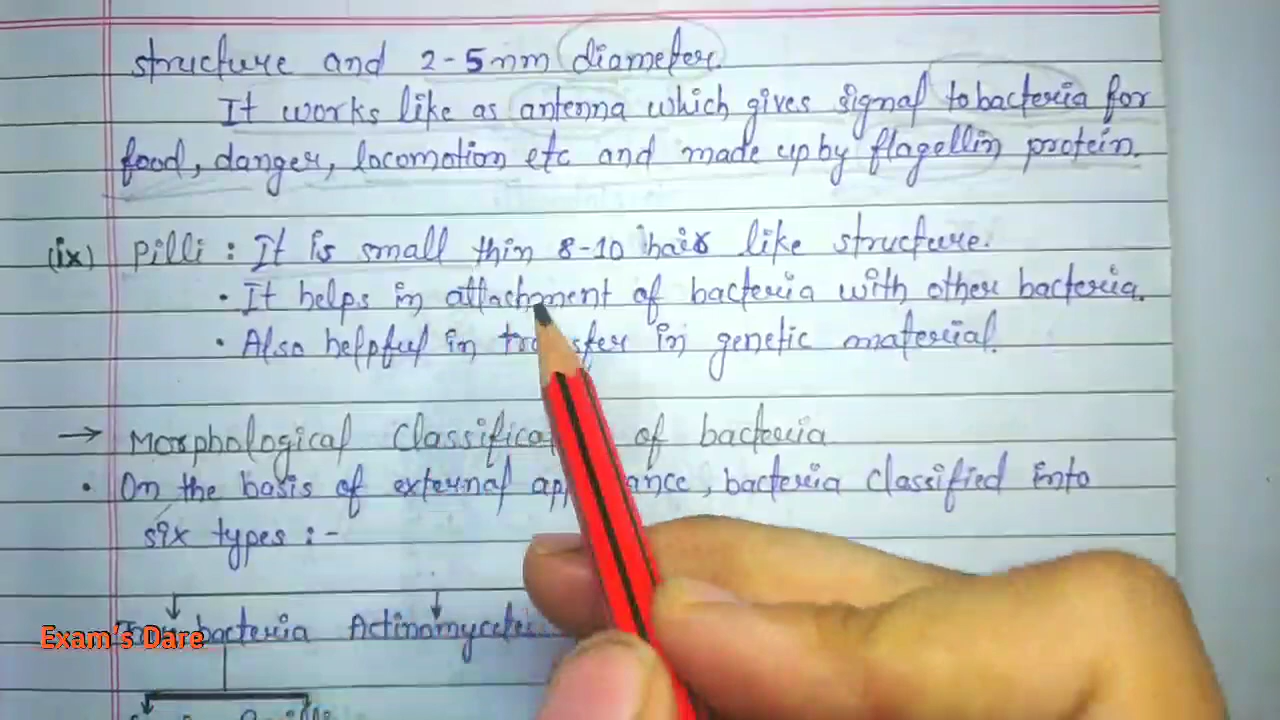 structure and 2-5nm diameter.
It works like as antenna which gives signal to bacteria for
food, danger, locomotion etc and made up by flagellin protein.
(ix) Pilli : It is small thin 8-10 hair like structure.
• It helps in attachment of bacteria with other bacteria.
• Also helpful in transfer in genetic material.
→ Morphological Classification of bacteria
• On the basis of external appearance, bacteria classified into
six types :-
bacteria Actinomycetes
Exam's Dare